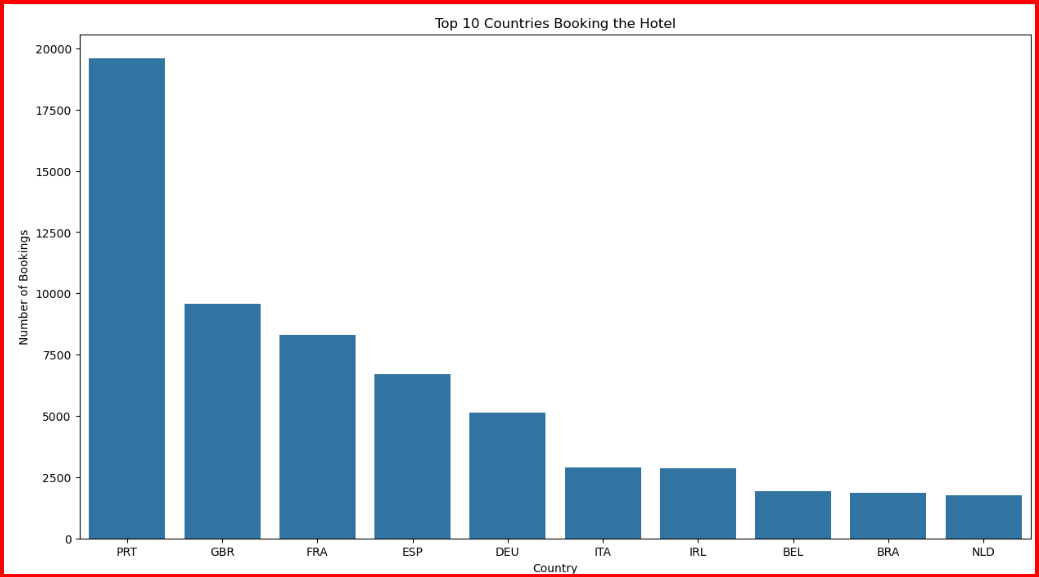 Top 10 Countries Booking the Hotel
20000
17500
15000
12500
10000
7500
5000
2500
0
Number of Bookings
PRT GBR FRA ESP DEU ITA IRL BEL BRA NLD
Country